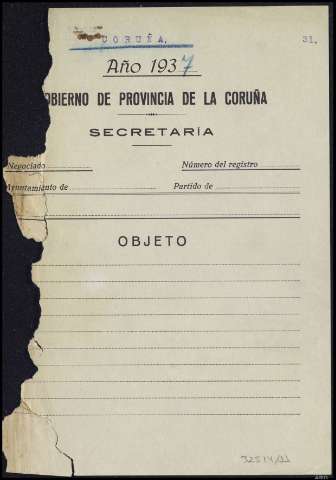 CORUÑA. 31.
Año 1937
OBIERNO DE PROVINCIA DE LA CORUÑA
SECRETARÍA
Negociado Número del registro
Ayuntamiento de Partido de
OBJETO